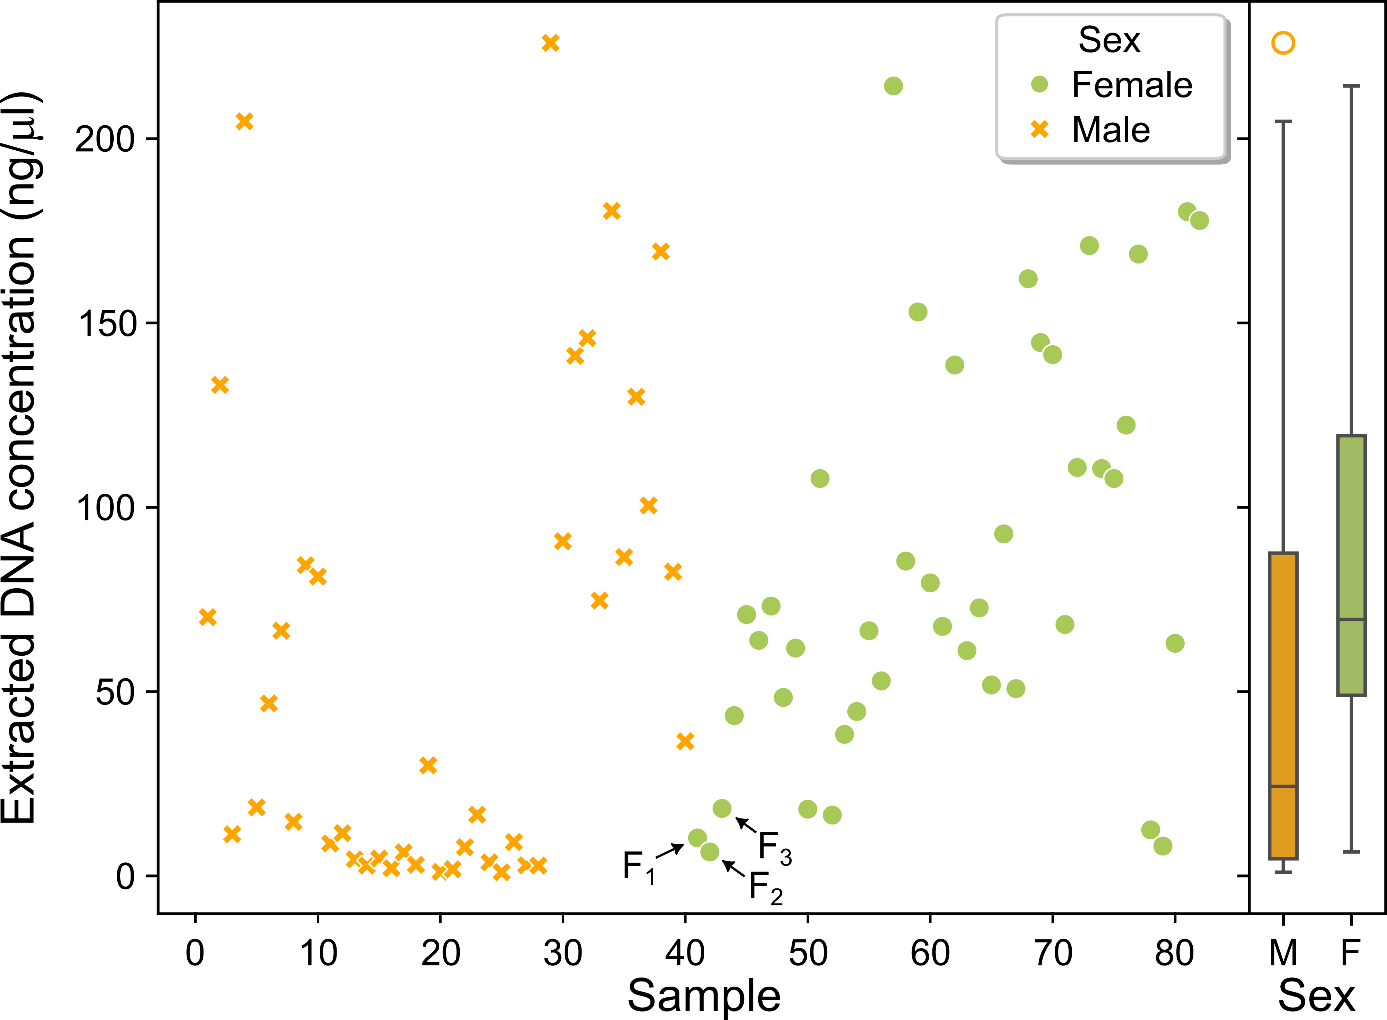 Extracted DNA concentration (ng/μl)
200
150
100
50
0
Sex
Female
Male
F₁
F₂
F₃
0 10 20 30 40 50 60 70 80
Sample
M F
Sex